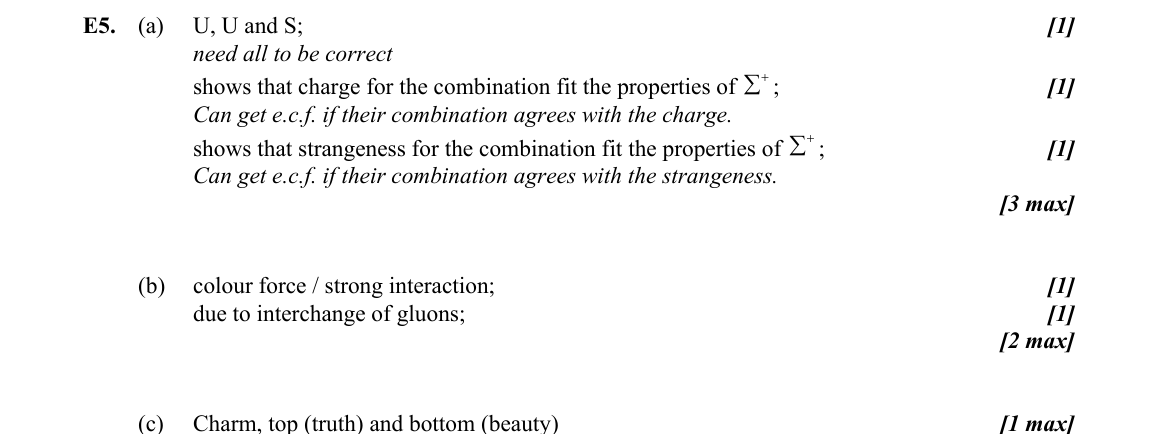 E5. (a) U, U and S; [1]
need all to be correct
shows that charge for the combination fit the properties of Σ⁺ ; [1]
Can get e.c.f. if their combination agrees with the charge.
shows that strangeness for the combination fit the properties of Σ⁺ ; [1]
Can get e.c.f. if their combination agrees with the strangeness.
[3 max]
(b) colour force / strong interaction; [1]
due to interchange of gluons; [1]
[2 max]
(c) Charm, top (truth) and bottom (beauty) [1 max]